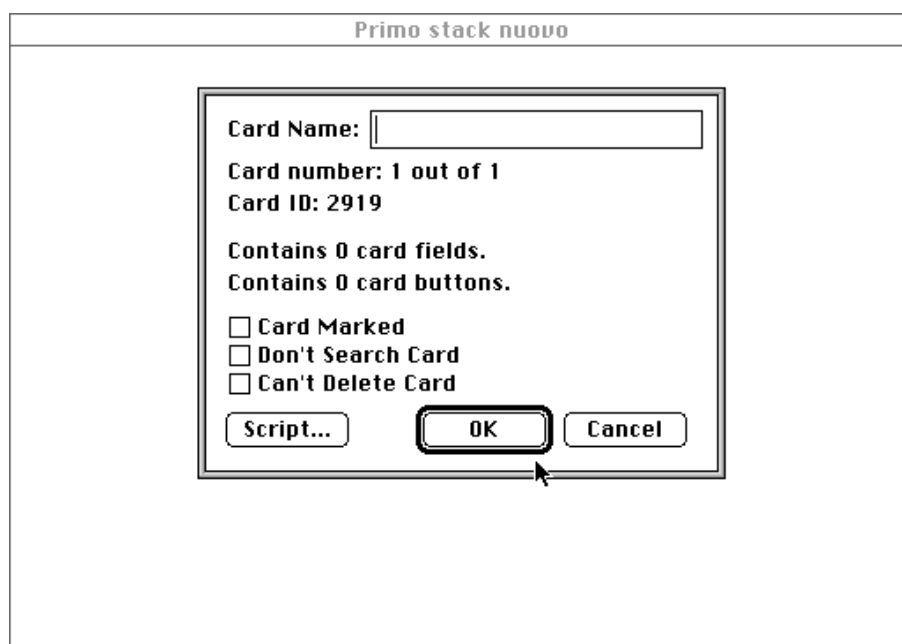 Primo stack nuovo
Card Name:
Card number: 1 out of 1
Card ID: 2919
Contains 0 card fields.
Contains 0 card buttons.
Card Marked
Don't Search Card
Can't Delete Card
Script... OK Cancel